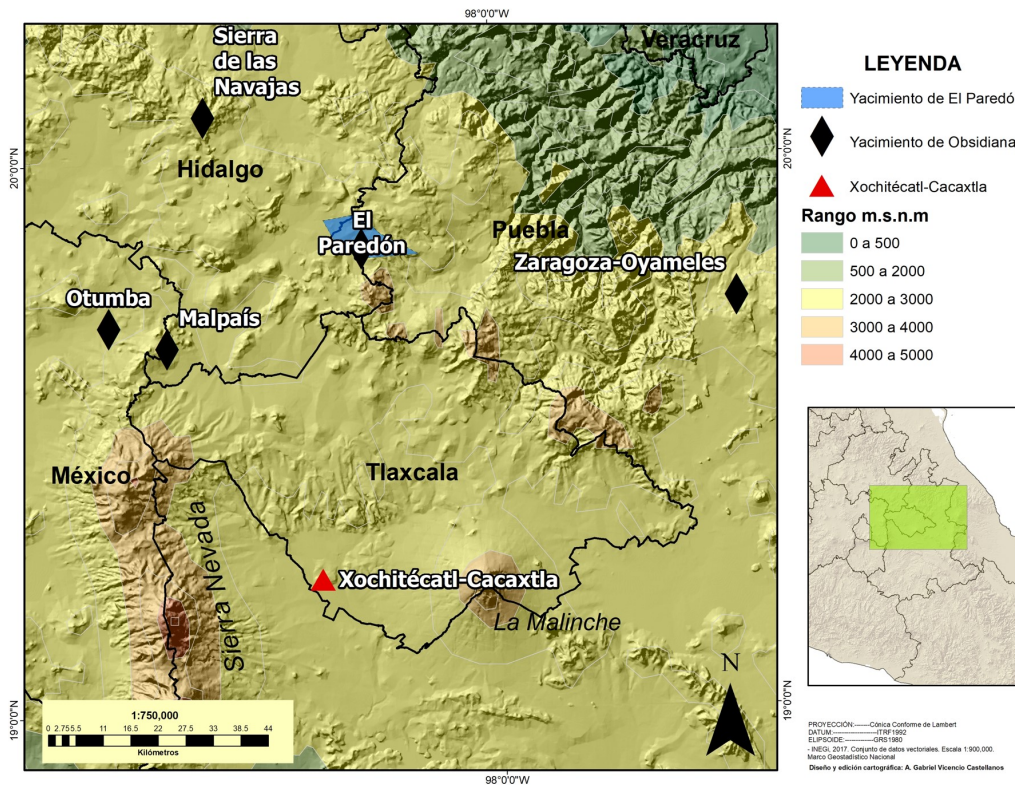 98°0'0"W
Sierra
de las
Navajas
Veracruz
20°0'0"N
20°0'0"N
Hidalgo
El
Paredón
Puebla
Zaragoza-Oyameles
Otumba
Malpaís
México
Tlaxcala
Sierra Nevada
Xochitécatl-Cacaxtla
La Malinche
N
19°0'0"N
19°0'0"N
1:750,000
0 2.75 5.5 11 16.5 22 27.5 33 38.5 44
Kilómetros
98°0'0"W
LEYENDA
Yacimiento de El Paredó
Yacimiento de Obsidiana
Xochitécatl-Cacaxtla
Rango m.s.n.m
0 a 500
500 a 2000
2000 a 3000
3000 a 4000
4000 a 5000
PROYECCIÓN:-------Cónica Conforme de Lambert
DATUM:--------------------ITRF1992
ELIPSOIDE:--------------GRS1980
- INEGI. 2017. Conjunto de datos vectoriales. Escala 1:900,000.
Marco Geostadístico Nacional
Diseño y edición cartográfica: A. Gabriel Vicencio Castellanos